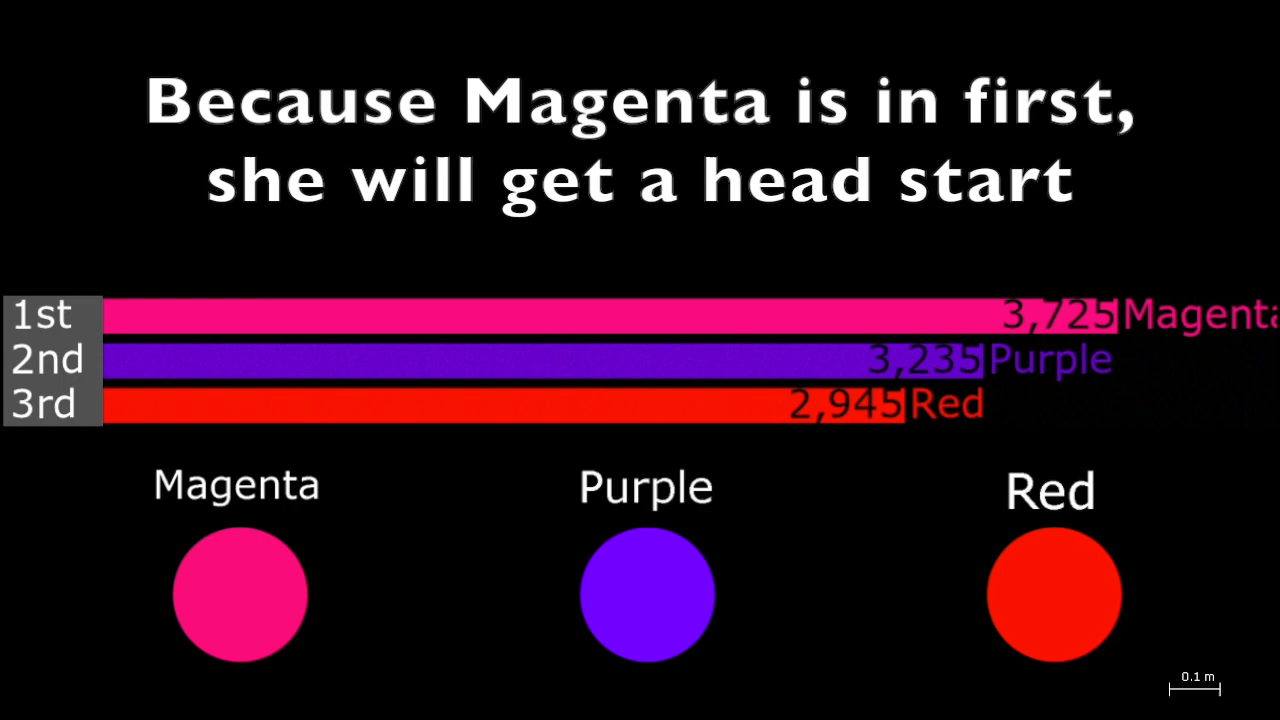 Because Magenta is in first,
she will get a head start
1st 3,725 Magenta
2nd 3,235 Purple
3rd 2,945 Red
Magenta Purple Red
0.1 m